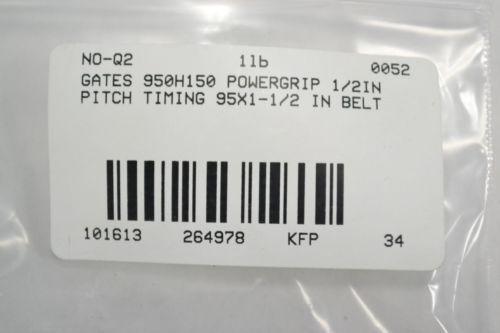 NO-Q2 1lb 0052
GATES 950H150 POWERGRIP 1/2IN
PITCH TIMING 95X1-1/2 IN BELT
101613 264978 KFP 34